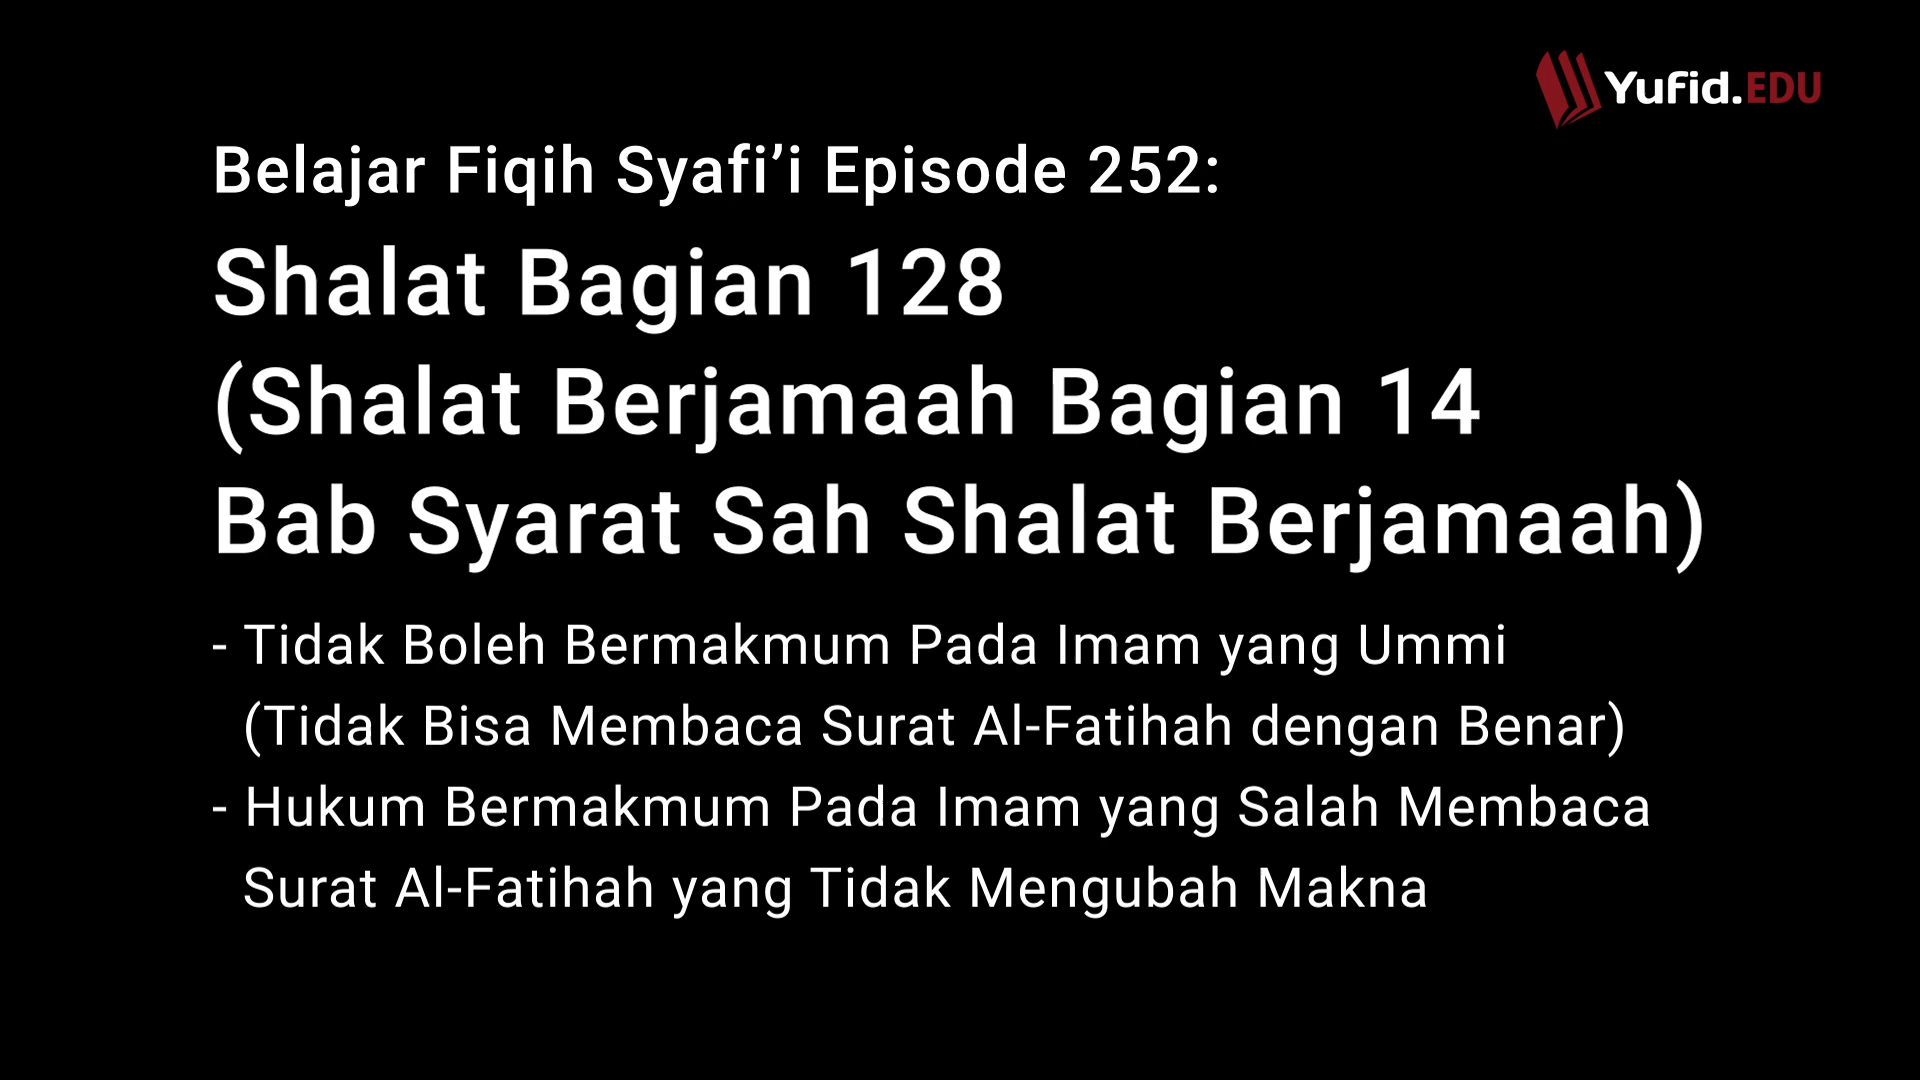 Yufid.EDU
Belajar Fiqih Syafi’i Episode 252:
Shalat Bagian 128
(Shalat Berjamaah Bagian 14
Bab Syarat Sah Shalat Berjamaah)
- Tidak Boleh Bermakmum Pada Imam yang Ummi
(Tidak Bisa Membaca Surat Al-Fatihah dengan Benar)
- Hukum Bermakmum Pada Imam yang Salah Membaca
Surat Al-Fatihah yang Tidak Mengubah Makna